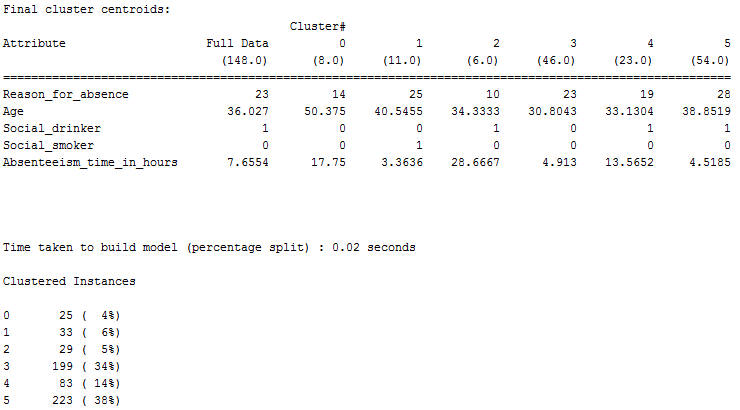 Final cluster centroids:
Cluster#
Attribute Full Data 0 1 2 3 4 5
(148.0) (8.0) (11.0) (6.0) (46.0) (23.0) (54.0)
================================================================================================================
Reason_for_absence 23 14 25 10 23 19 28
Age 36.027 50.375 40.5455 34.3333 30.8043 33.1304 38.8519
Social_drinker 1 0 0 1 0 1 1
Social_smoker 0 0 1 0 0 0 0
Absenteeism_time_in_hours 7.6554 17.75 3.3636 28.6667 4.913 13.5652 4.5185
Time taken to build model (percentage split) : 0.02 seconds
Clustered Instances
0 25 ( 4%)
1 33 ( 6%)
2 29 ( 5%)
3 199 ( 34%)
4 83 ( 14%)
5 223 ( 38%)